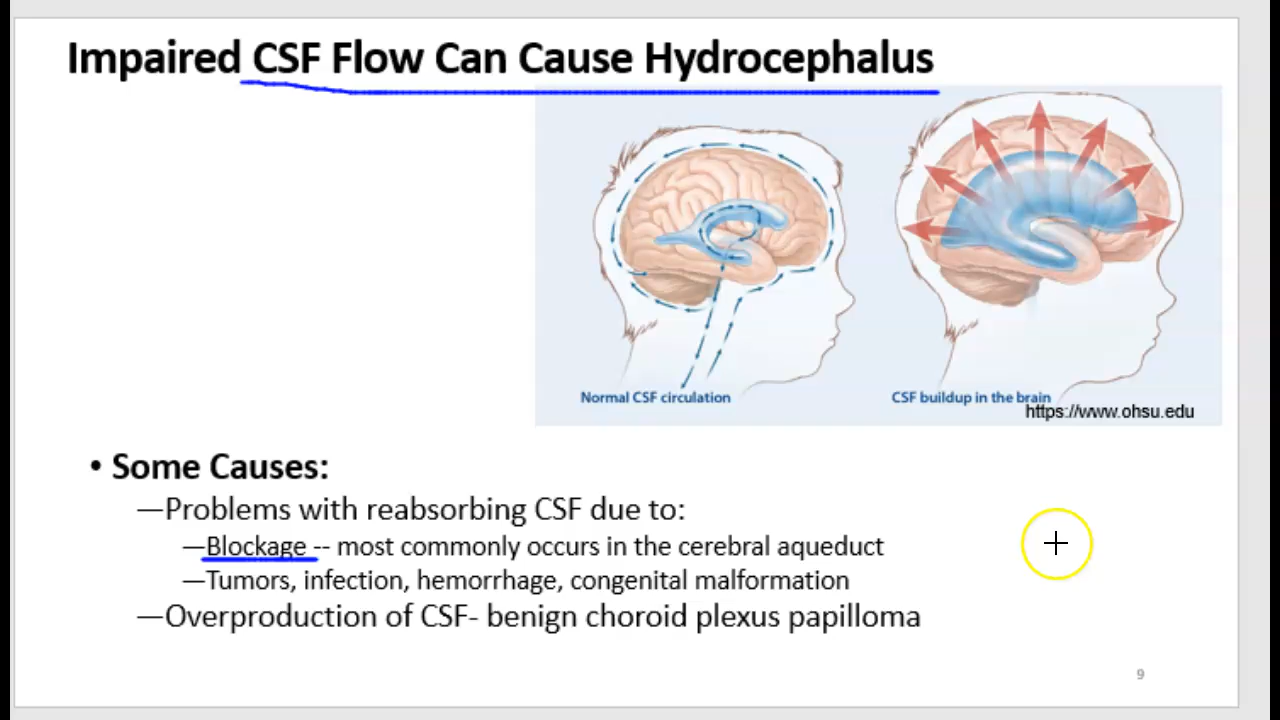 Impaired CSF Flow Can Cause Hydrocephalus
Normal CSF circulation
CSF buildup in the brain
https://www.ohsu.edu
• Some Causes:
—Problems with reabsorbing CSF due to:
—Blockage -- most commonly occurs in the cerebral aqueduct
—Tumors, infection, hemorrhage, congenital malformation
—Overproduction of CSF- benign choroid plexus papilloma
9